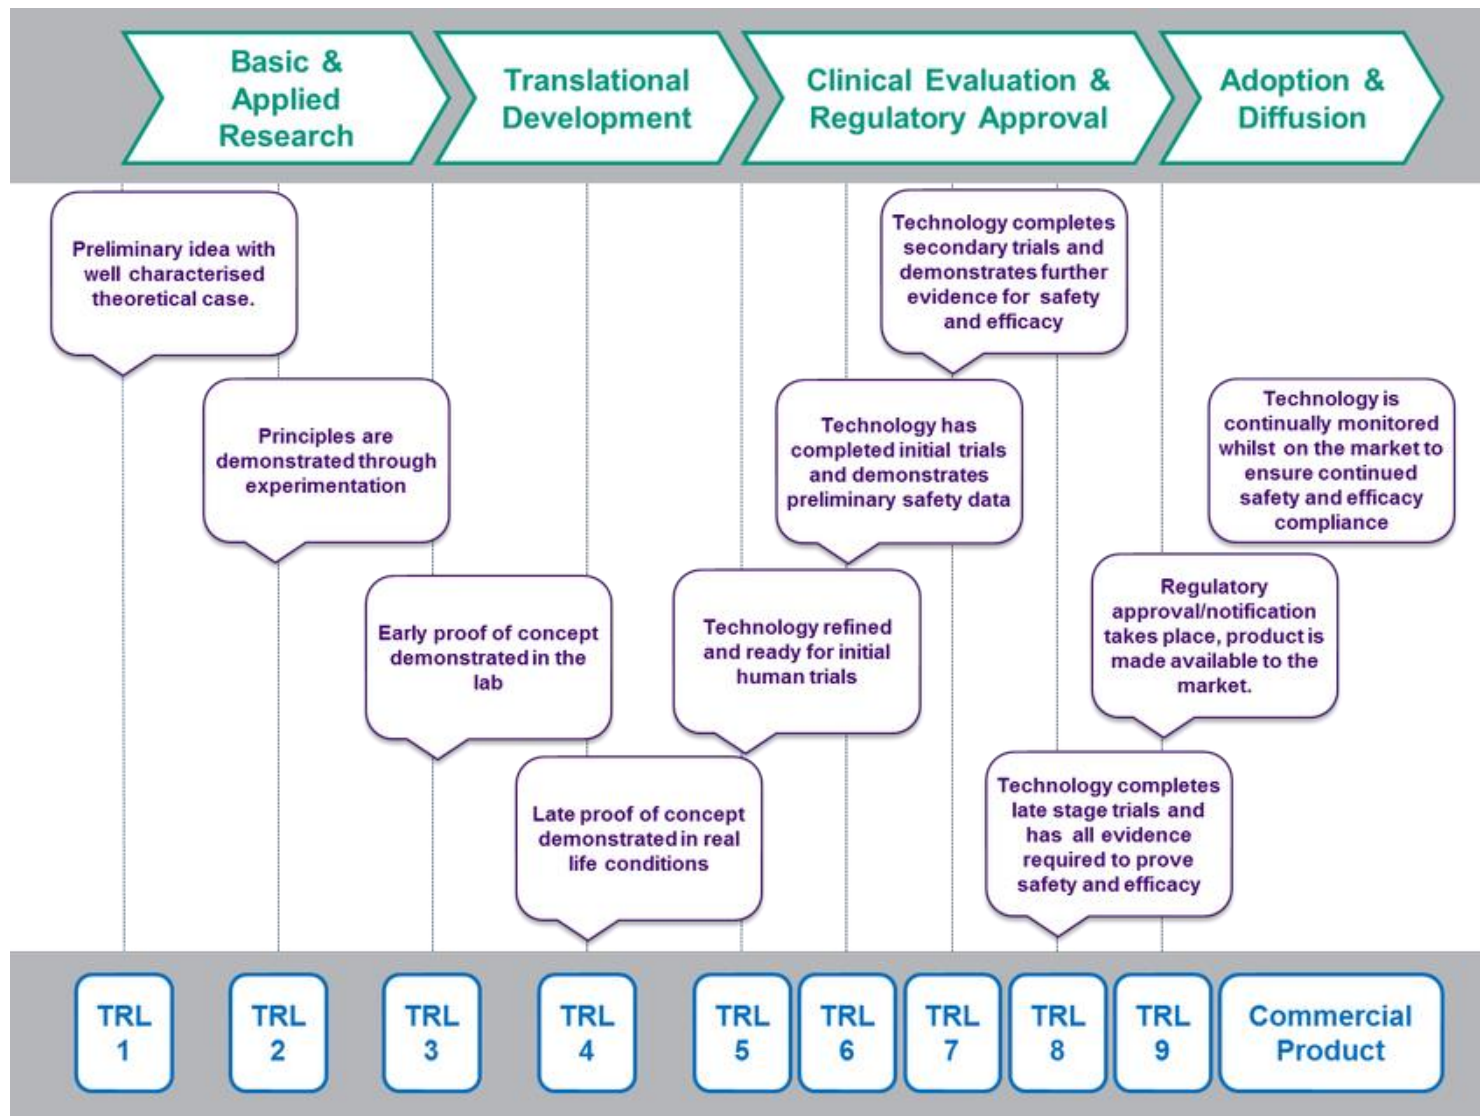 Basic &
Applied
Research
Translational
Development
Clinical Evaluation &
Regulatory Approval
Adoption &
Diffusion
Preliminary idea with
well characterised
theoretical case.
Principles are
demonstrated through
experimentation
Early proof of concept
demonstrated in the
lab
Late proof of concept
demonstrated in real
life conditions
Technology refined
and ready for initial
human trials
Technology has
completed initial trials
and demonstrates
preliminary safety data
Technology completes
secondary trials and
demonstrates further
evidence for safety
and efficacy
Technology completes
late stage trials and
has all evidence
required to prove
safety and efficacy
Regulatory
approval/notification
takes place, product is
made available to the
market.
Technology is
continually monitored
whilst on the market to
ensure continued
safety and efficacy
compliance
TRL
1
TRL
2
TRL
3
TRL
4
TRL
5
TRL
6
TRL
7
TRL
8
TRL
9
Commercial
Product